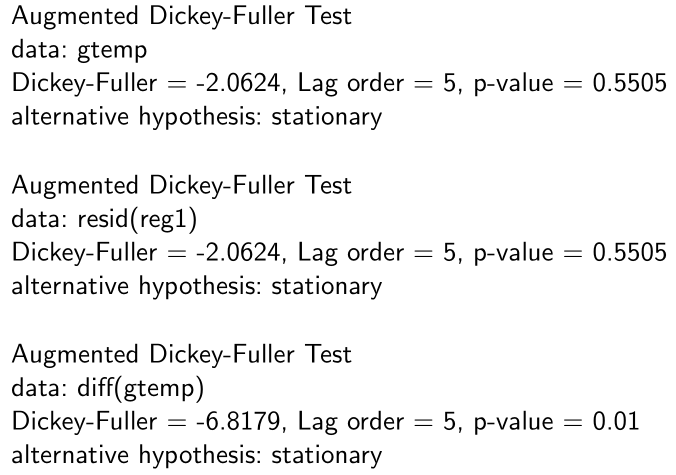 Augmented Dickey-Fuller Test
data: gtemp
Dickey-Fuller = -2.0624, Lag order = 5, p-value = 0.5505
alternative hypothesis: stationary
Augmented Dickey-Fuller Test
data: resid(reg1)
Dickey-Fuller = -2.0624, Lag order = 5, p-value = 0.5505
alternative hypothesis: stationary
Augmented Dickey-Fuller Test
data: diff(gtemp)
Dickey-Fuller = -6.8179, Lag order = 5, p-value = 0.01
alternative hypothesis: stationary